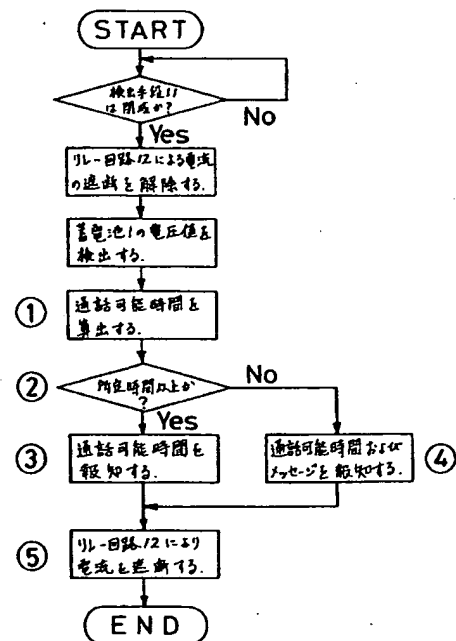 START
検出手段11
は閉成か?
No
Yes
リレー回路12による電流
の遮断を解除する.
蓄電池1の電圧値を
検出する.
①
通話可能時間を
算出する.
②
所定時間以上か
?
No
Yes
③
通話可能時間を
報知する.
通話可能時間および
メッセージを報知する.
④
⑤
リレー回路12により
電流を遮断する.
END